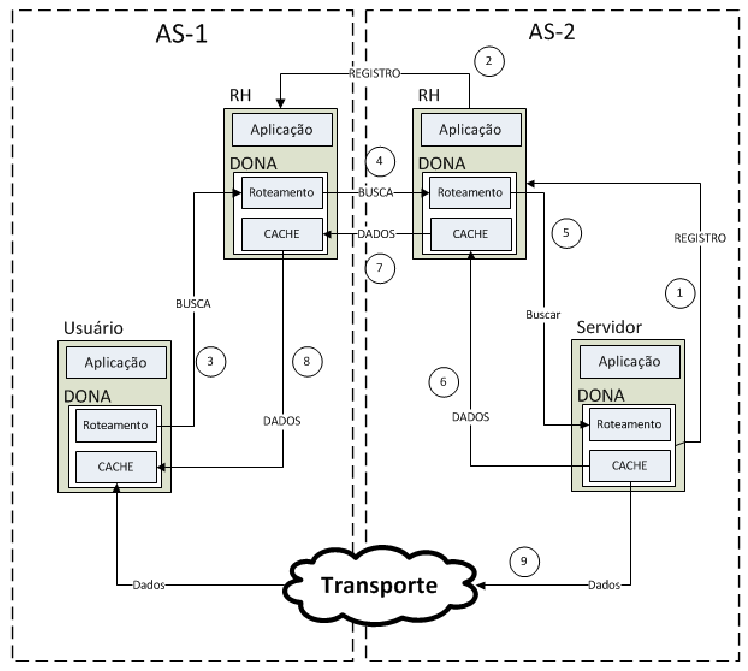 AS-1
AS-2
2
REGISTRO
RH
RH
Aplicação
Aplicação
DONA
4
DONA
Roteamento
BUSCA
Roteamento
CACHE
DADOS
CACHE
5
REGISTRO
7
1
BUSCA
Buscar
Usuário
Servidor
Aplicação
3
8
Aplicação
6
DONA
DONA
Roteamento
DADOS
DADOS
Roteamento
CACHE
CACHE
9
Dados
Transporte
Dados